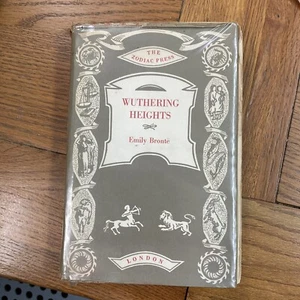 THE
ZODIAC PRESS
WUTHERING
HEIGHTS
Emily Brontë
LONDON